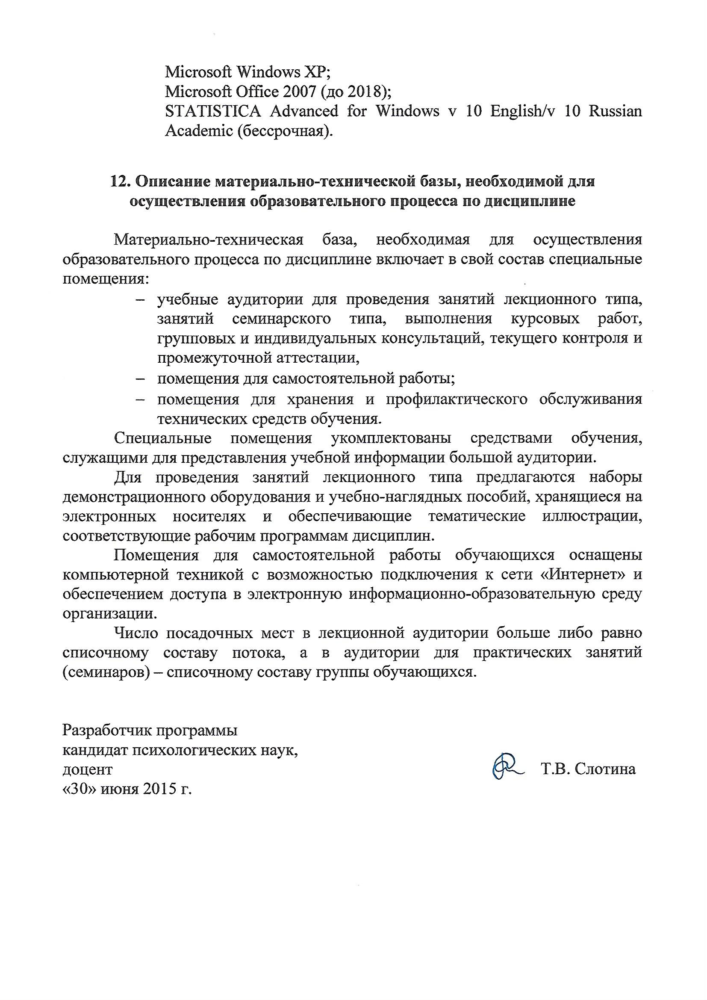 Microsoft Windows XP;
Microsoft Office 2007 (до 2018);
STATISTICA Advanced for Windows v 10 English/v 10 Russian
Academic (бессрочная).
12. Описание материально-технической базы, необходимой для
осуществления образовательного процесса по дисциплине
Материально-техническая база, необходимая для осуществления
образовательного процесса по дисциплине включает в свой состав специальные
помещения:
– учебные аудитории для проведения занятий лекционного типа,
занятий семинарского типа, выполнения курсовых работ,
групповых и индивидуальных консультаций, текущего контроля и
промежуточной аттестации,
– помещения для самостоятельной работы;
– помещения для хранения и профилактического обслуживания
технических средств обучения.
Специальные помещения укомплектованы средствами обучения,
служащими для представления учебной информации большой аудитории.
Для проведения занятий лекционного типа предлагаются наборы
демонстрационного оборудования и учебно-наглядных пособий, хранящиеся на
электронных носителях и обеспечивающие тематические иллюстрации,
соответствующие рабочим программам дисциплин.
Помещения для самостоятельной работы обучающихся оснащены
компьютерной техникой с возможностью подключения к сети «Интернет» и
обеспечением доступа в электронную информационно-образовательную среду
организации.
Число посадочных мест в лекционной аудитории больше либо равно
списочному составу потока, а в аудитории для практических занятий
(семинаров) – списочному составу группы обучающихся.
Разработчик программы
кандидат психологических наук,
доцент Т.В. Слотина
«30» июня 2015 г.